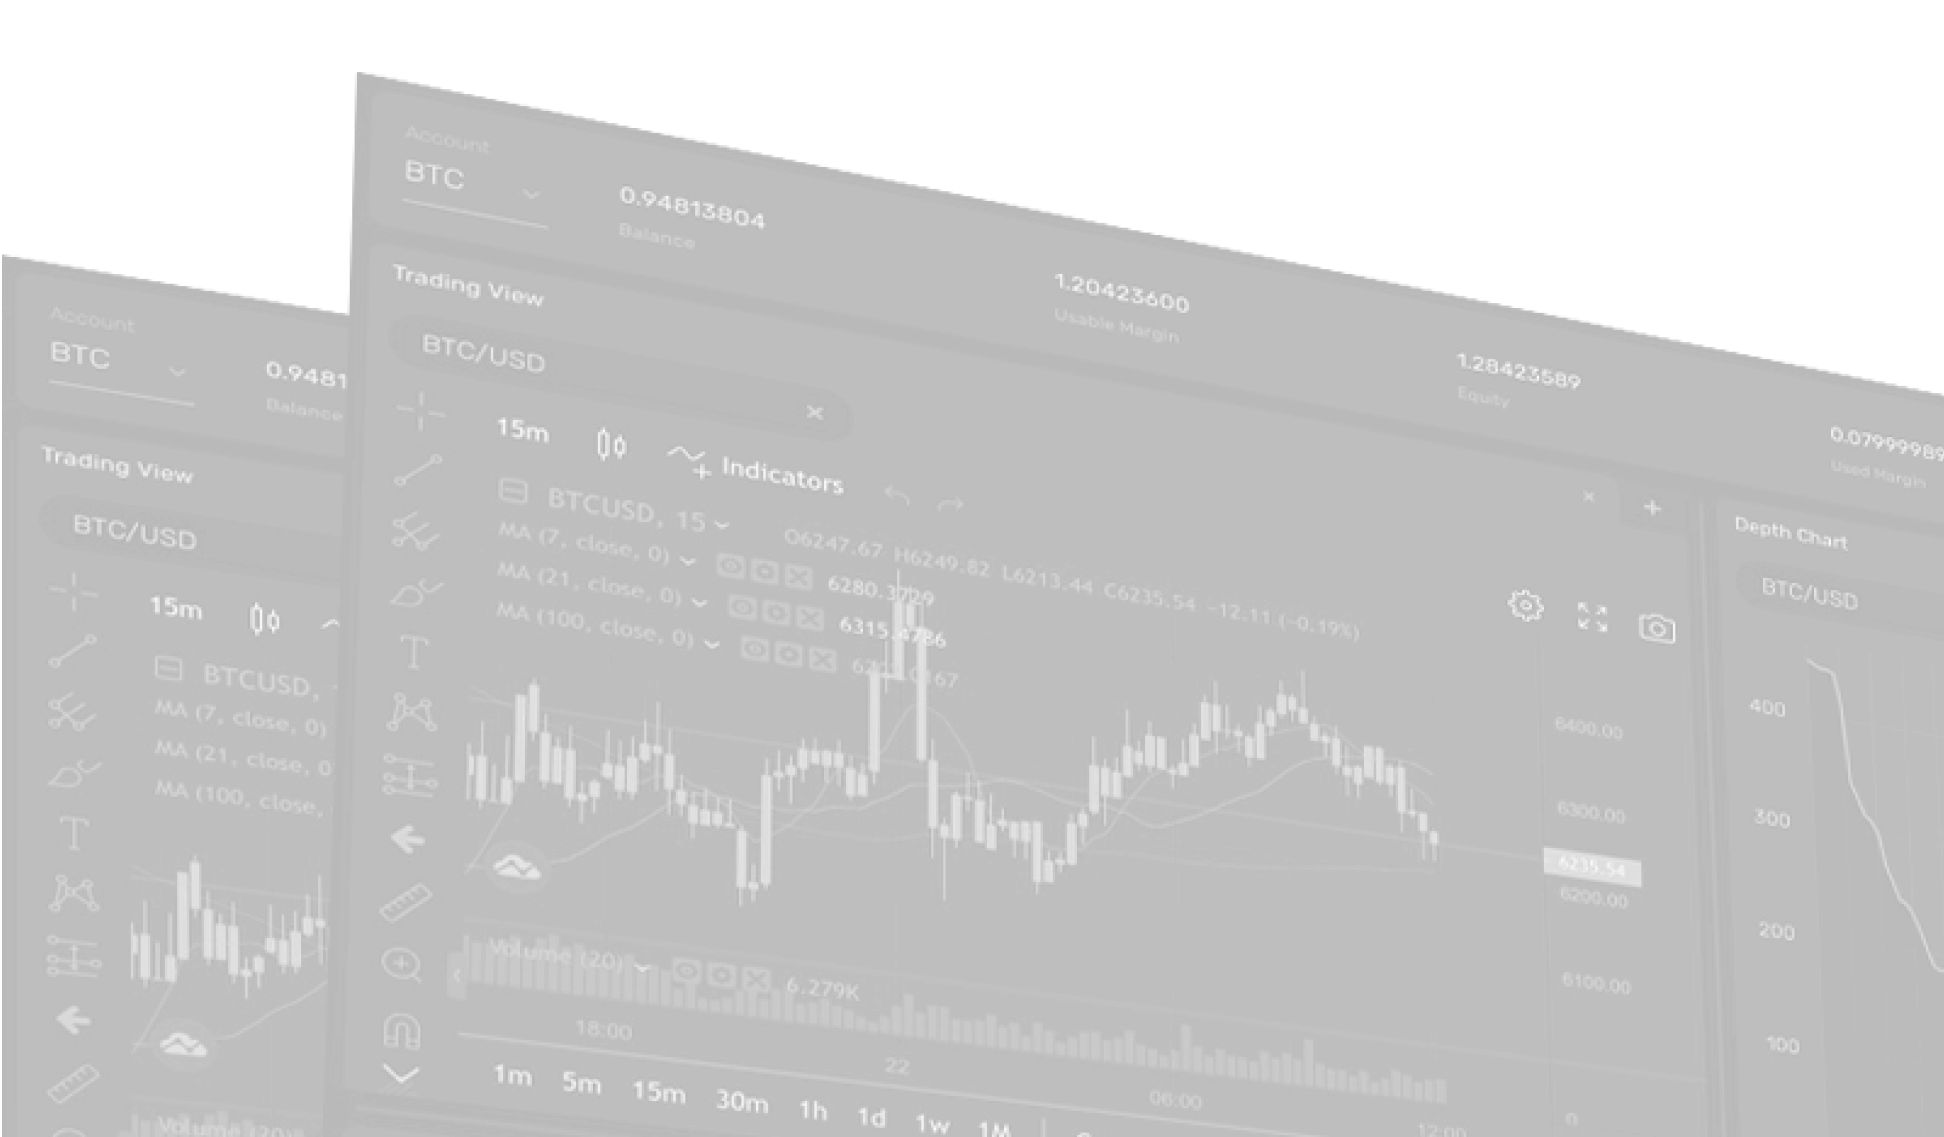 Account
BTC
0.94813804
Balance
1.20423600
Usable Margin
1.28423589
Equity
0.07999989
Used Margin
Trading View
BTC/USD
15m
Indicators
BTCUSD, 15
O6247.67 H6249.82 L6213.44 C6235.54 −12.11 (−0.19%)
MA (7, close, 0)
6280.3729
MA (21, close, 0)
6315.4786
MA (100, close, 0)
6400.00
6300.00
6235.54
6200.00
6100.00
0
Volume (20)
6.279K
18:00
22
06:00
12:00
1m 5m 15m 30m 1h 1d 1w 1M
Depth Chart
BTC/USD
400
300
200
100
Account
BTC
0.9481
Balance
Trading View
BTC/USD
15m
BTCUSD,
MA (7, close, 0)
MA (21, close, 0
MA (100, close,
Volume (20)